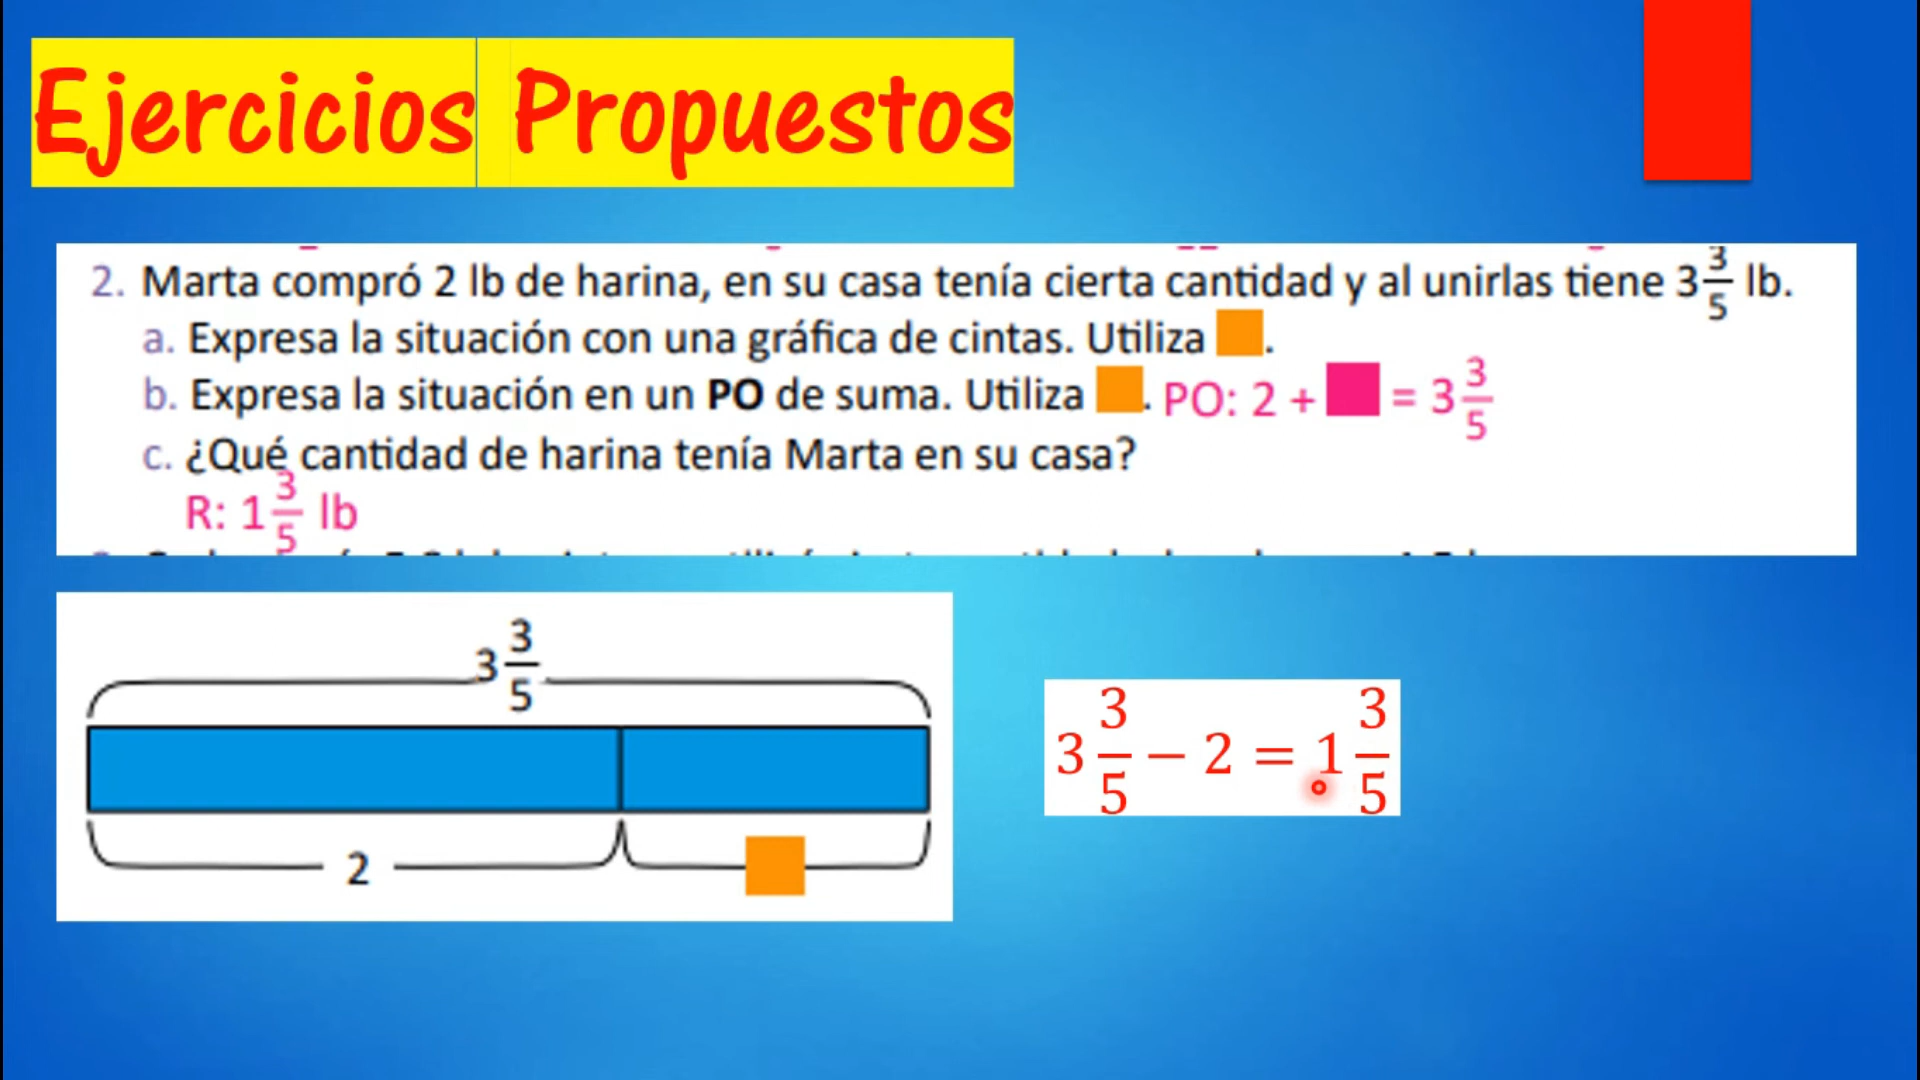 Ejercicios Propuestos
2. Marta compró 2 lb de harina, en su casa tenía cierta cantidad y al unirlas tiene 3 3/5 lb.
a. Expresa la situación con una gráfica de cintas. Utiliza .
b. Expresa la situación en un PO de suma. Utiliza . PO: 2 + = 3 3/5
c. ¿Qué cantidad de harina tenía Marta en su casa?
R: 1 3/5 lb
3 3/5
2
3 3/5 − 2 = 1 3/5